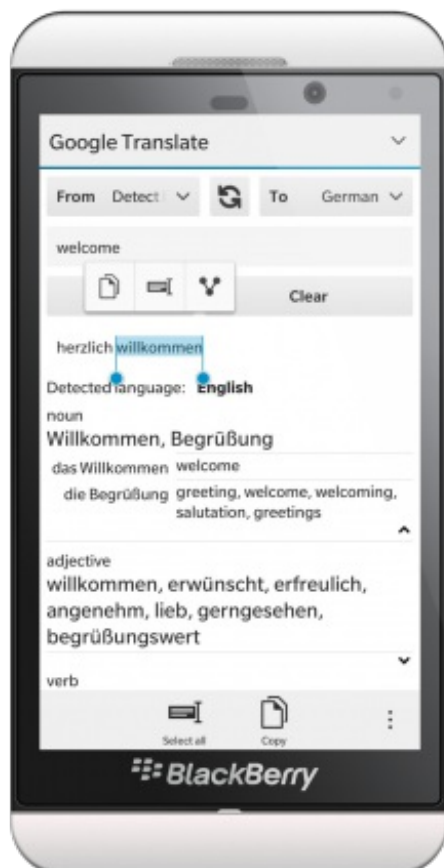 Google Translate
From Detect To German
welcome
Clear
herzlich willkommen
Detected language: English
noun
Willkommen, Begrüßung
das Willkommen welcome
die Begrüßung greeting, welcome, welcoming,
salutation, greetings
adjective
willkommen, erwünscht, erfreulich,
angenehm, lieb, gerngesehen,
begrüßungswert
verb
Select all Copy
BlackBerry